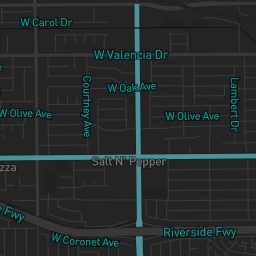 W Carol Dr
W Valencia Dr
W Oak Ave
Courtney Ave
Lambert Dr
W Olive Ave
W Olive Ave
Salt N' Pepper
zza
Fwy
Riverside Fwy
W Coronet Ave